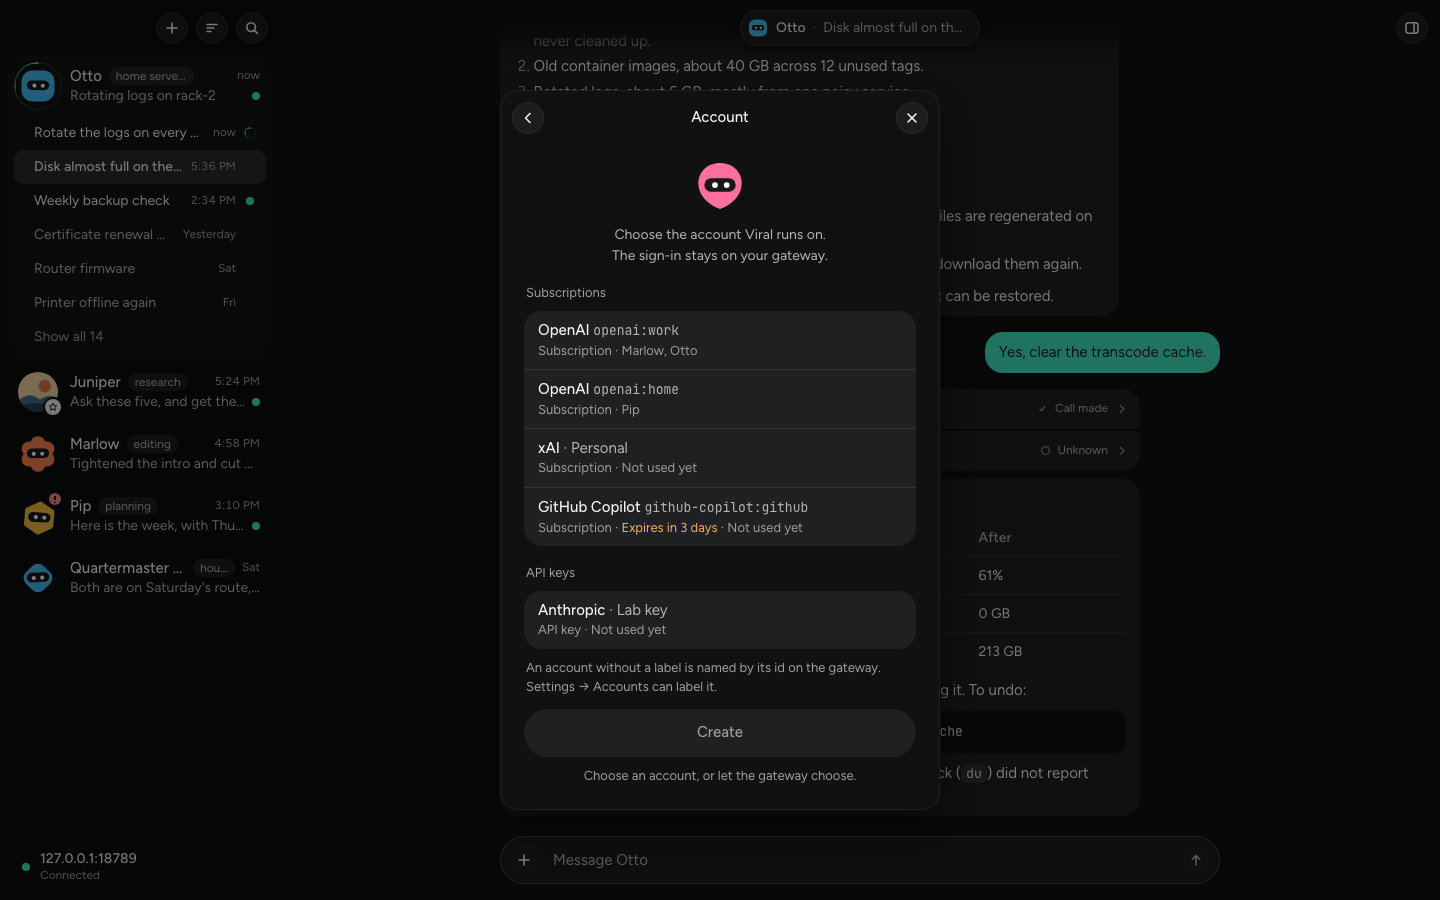 Otto home serve... now
Rotating logs on rack-2
Rotate the logs on every ... now
Disk almost full on the... 5:36 PM
Weekly backup check 2:34 PM
Certificate renewal ... Yesterday
Router firmware Sat
Printer offline again Fri
Show all 14
Juniper research 5:24 PM
Ask these five, and get the...
Marlow editing 4:58 PM
Tightened the intro and cut ...
Pip planning 3:10 PM
Here is the week, with Thu...
Quartermaster ... hou... Sat
Both are on Saturday's route,...
127.0.0.1:18789
Connected
Otto · Disk almost full on th...
never cleaned up.
2. Old container images, about 40 GB across 12 unused tags.
Account
Choose the account Viral runs on.
The sign-in stays on your gateway.
Subscriptions
OpenAI openai:work
Subscription · Marlow, Otto
OpenAI openai:home
Subscription · Pip
xAI · Personal
Subscription · Not used yet
GitHub Copilot github-copilot:github
Subscription · Expires in 3 days · Not used yet
API keys
Anthropic · Lab key
API key · Not used yet
An account without a label is named by its id on the gateway.
Settings → Accounts can label it.
Create
Choose an account, or let the gateway choose.
are regenerated on
download them again.
can be restored.
Yes, clear the transcode cache.
Call made
Unknown
After
61%
0 GB
213 GB
it. To undo:
(du) did not report
Message Otto